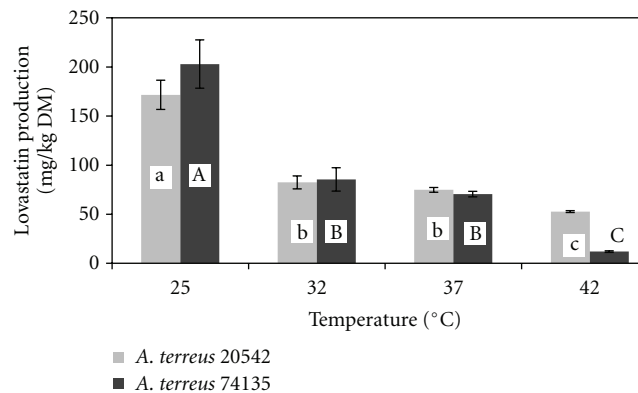 Lovastatin production
(mg/kg DM)
250
200
150
100
50
0
a
A
b
B
b
B
c
C
25
32
37
42
Temperature (°C)
A. terreus 20542
A. terreus 74135